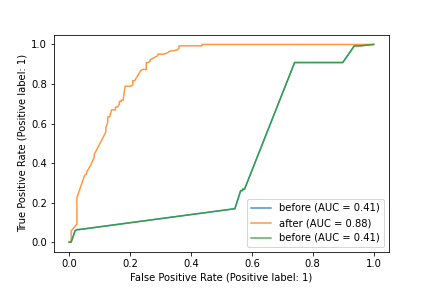 1.0
0.8
0.6
0.4
0.2
0.0
True Positive Rate (Positive label: 1)
before (AUC = 0.41)
after (AUC = 0.88)
before (AUC = 0.41)
0.0 0.2 0.4 0.6 0.8 1.0
False Positive Rate (Positive label: 1)